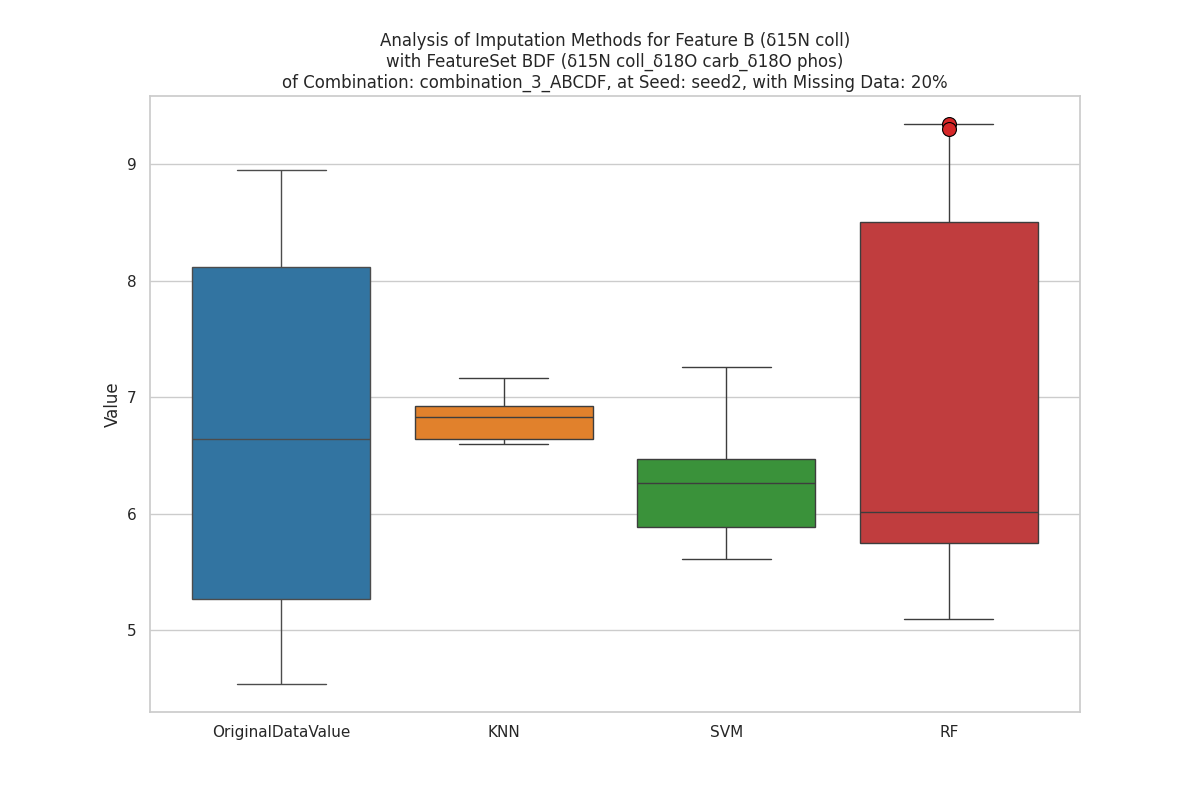 Analysis of Imputation Methods for Feature B (δ15N coll)
with FeatureSet BDF (δ15N coll_δ18O carb_δ18O phos)
of Combination: combination_3_ABCDF, at Seed: seed2, with Missing Data: 20%
9
8
7
6
5
Value
OriginalDataValue
KNN
SVM
RF